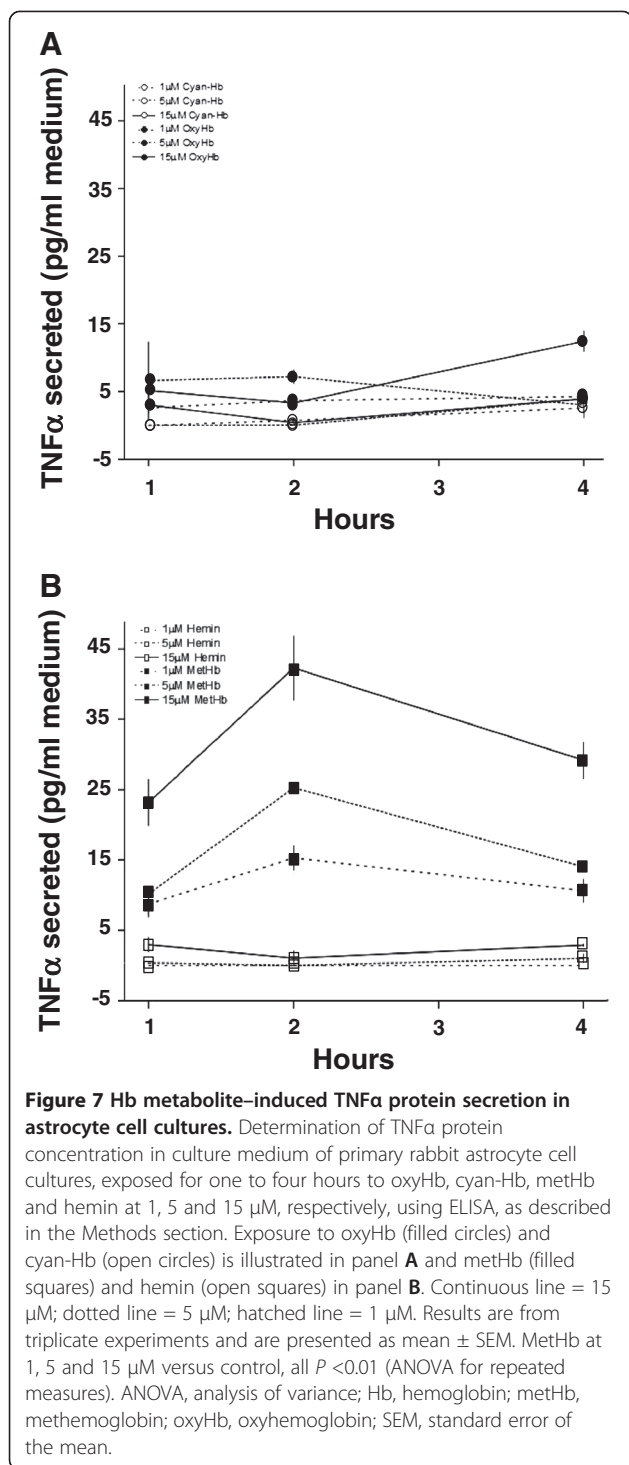 A
1µM Cyan-Hb
5µM Cyan-Hb
15µM Cyan-Hb
1µM OxyHb
5µM OxyHb
15µM OxyHb
TNFα secreted (pg/ml medium)
45
35
25
15
5
-5
1
2
3
4
Hours
B
1µM Hemin
5µM Hemin
15µM Hemin
1µM MetHb
5µM MetHb
15µM MetHb
TNFα secreted (pg/ml medium)
45
35
25
15
5
-5
1
2
3
4
Hours
Figure 7 Hb metabolite–induced TNFα protein secretion in
astrocyte cell cultures. Determination of TNFα protein
concentration in culture medium of primary rabbit astrocyte cell
cultures, exposed for one to four hours to oxyHb, cyan-Hb, metHb
and hemin at 1, 5 and 15 µM, respectively, using ELISA, as described
in the Methods section. Exposure to oxyHb (filled circles) and
cyan-Hb (open circles) is illustrated in panel A and metHb (filled
squares) and hemin (open squares) in panel B. Continuous line = 15
µM; dotted line = 5 µM; hatched line = 1 µM. Results are from
triplicate experiments and are presented as mean ± SEM. MetHb at
1, 5 and 15 µM versus control, all P <0.01 (ANOVA for repeated
measures). ANOVA, analysis of variance; Hb, hemoglobin; metHb,
methemoglobin; oxyHb, oxyhemoglobin; SEM, standard error of
the mean.